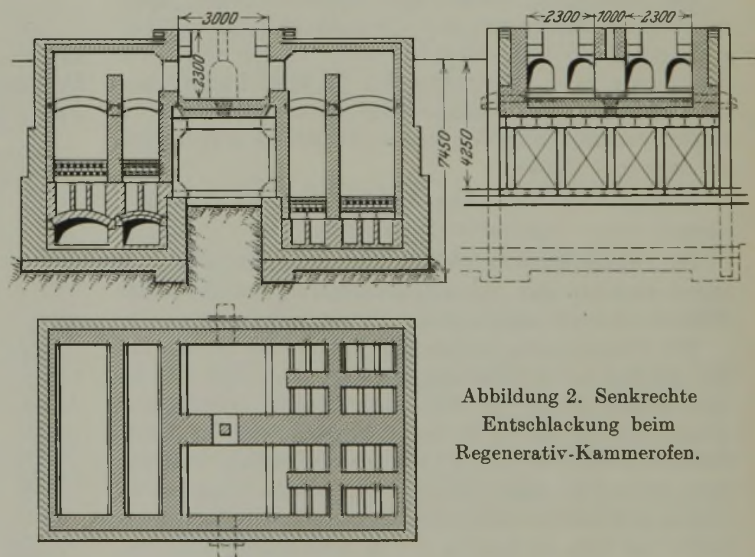 3000
2300
2300
1000
2300
7450
4250
Abbildung 2. Senkrechte
Entschlackung beim
Regenerativ-Kammerofen.